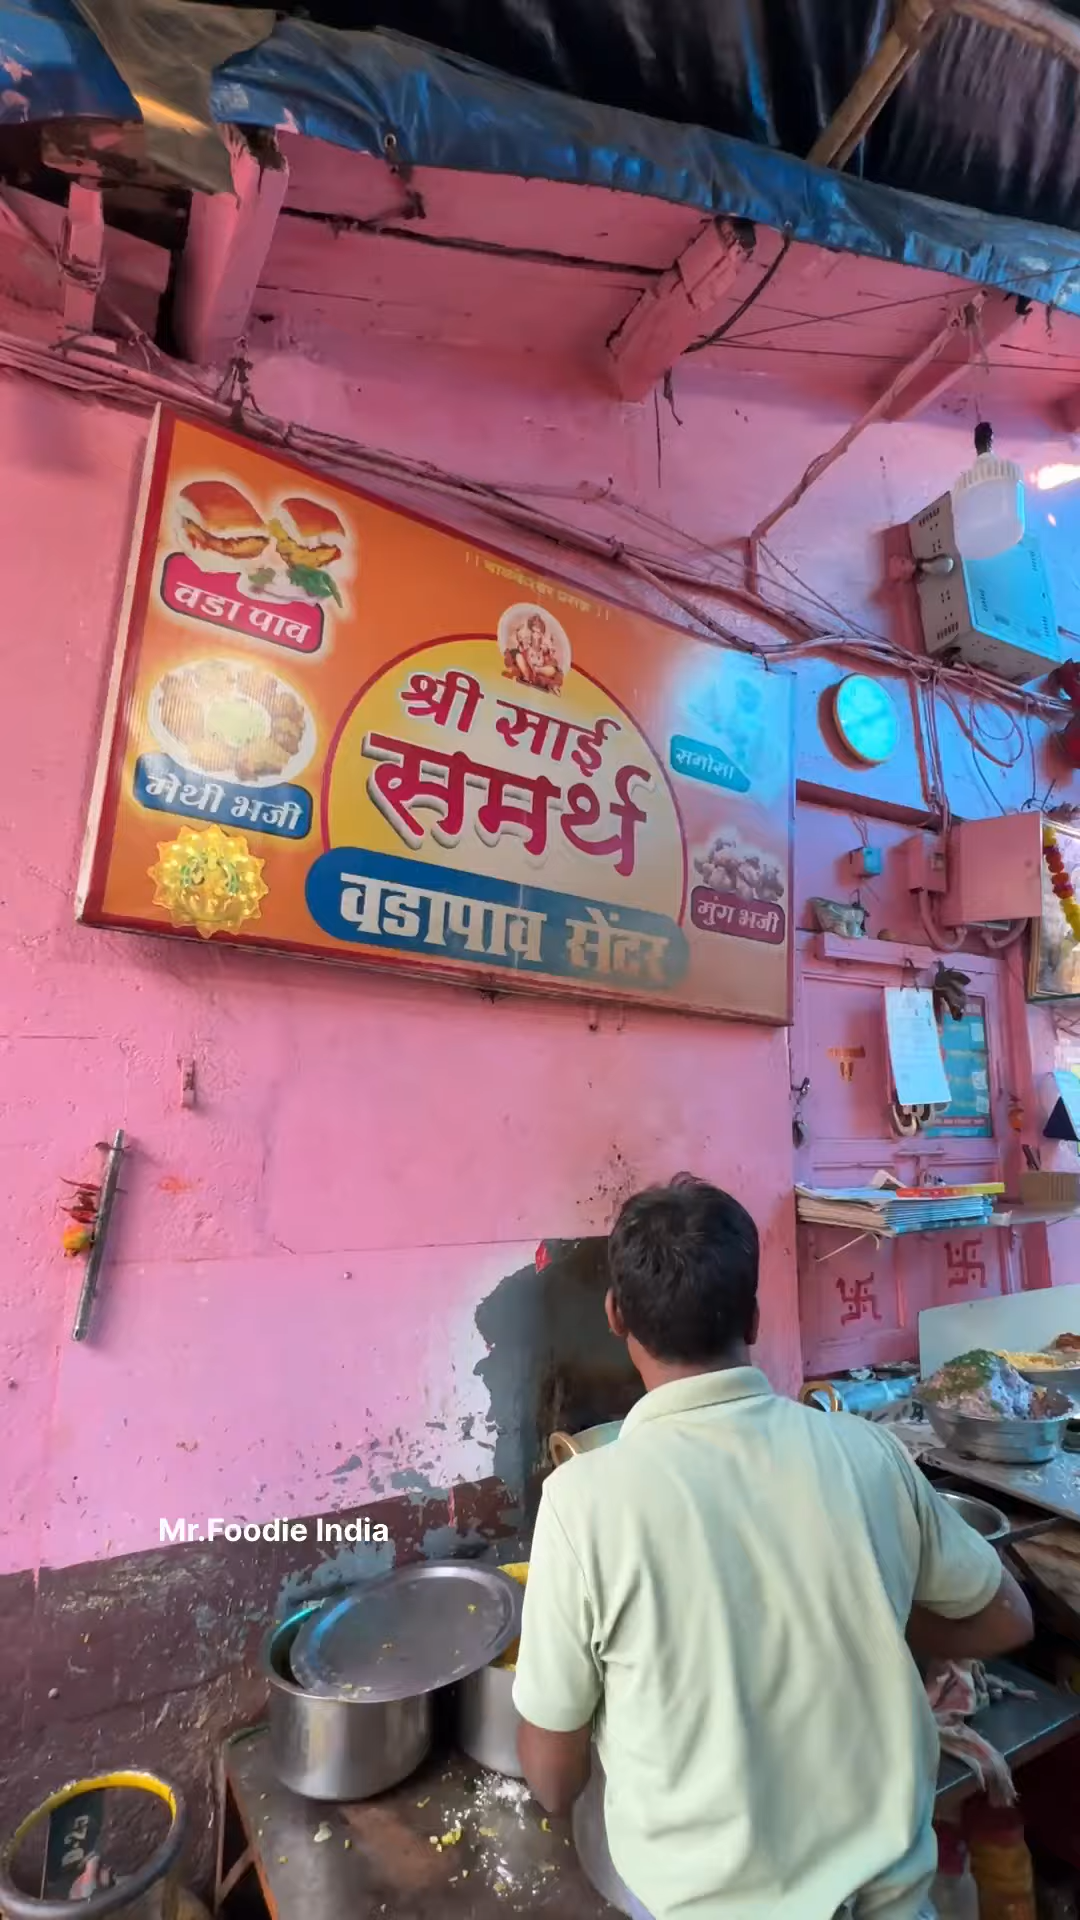 वडा पाव
मेथी भजी
श्री साई
समर्थ
वडापाव सेंटर
समोसा
मुंग भजी
Mr.Foodie India